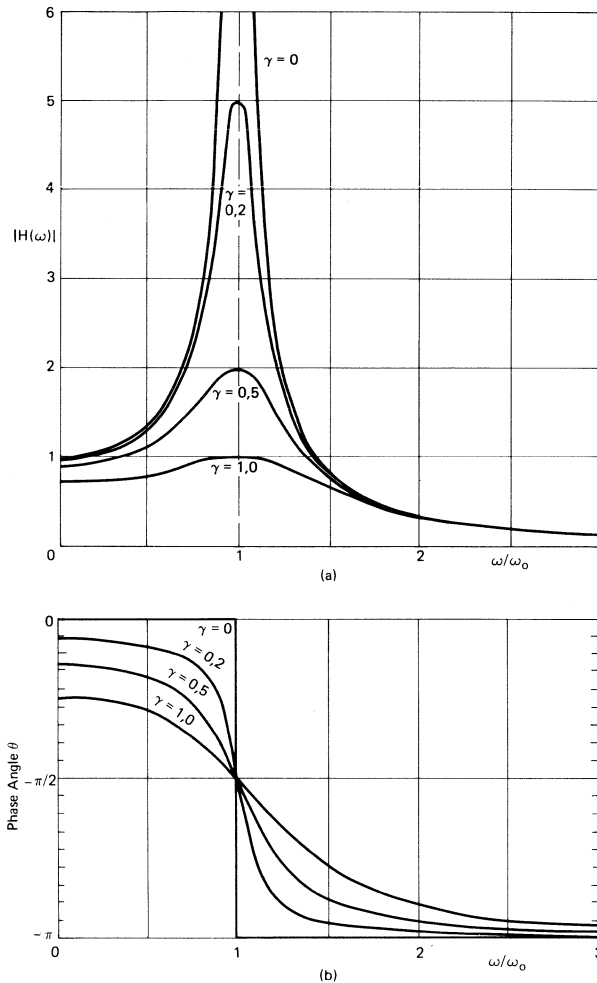 6
γ = 0
5
4
γ =
0,2
|H(ω)|
3
2
γ = 0,5
1
γ = 1,0
0
1
2
ω/ωo
(a)
0
γ = 0
γ = 0,2
γ = 0,5
γ = 1,0
Phase Angle θ
−π/2
−π
0
1
2
ω/ωo
3
(b)